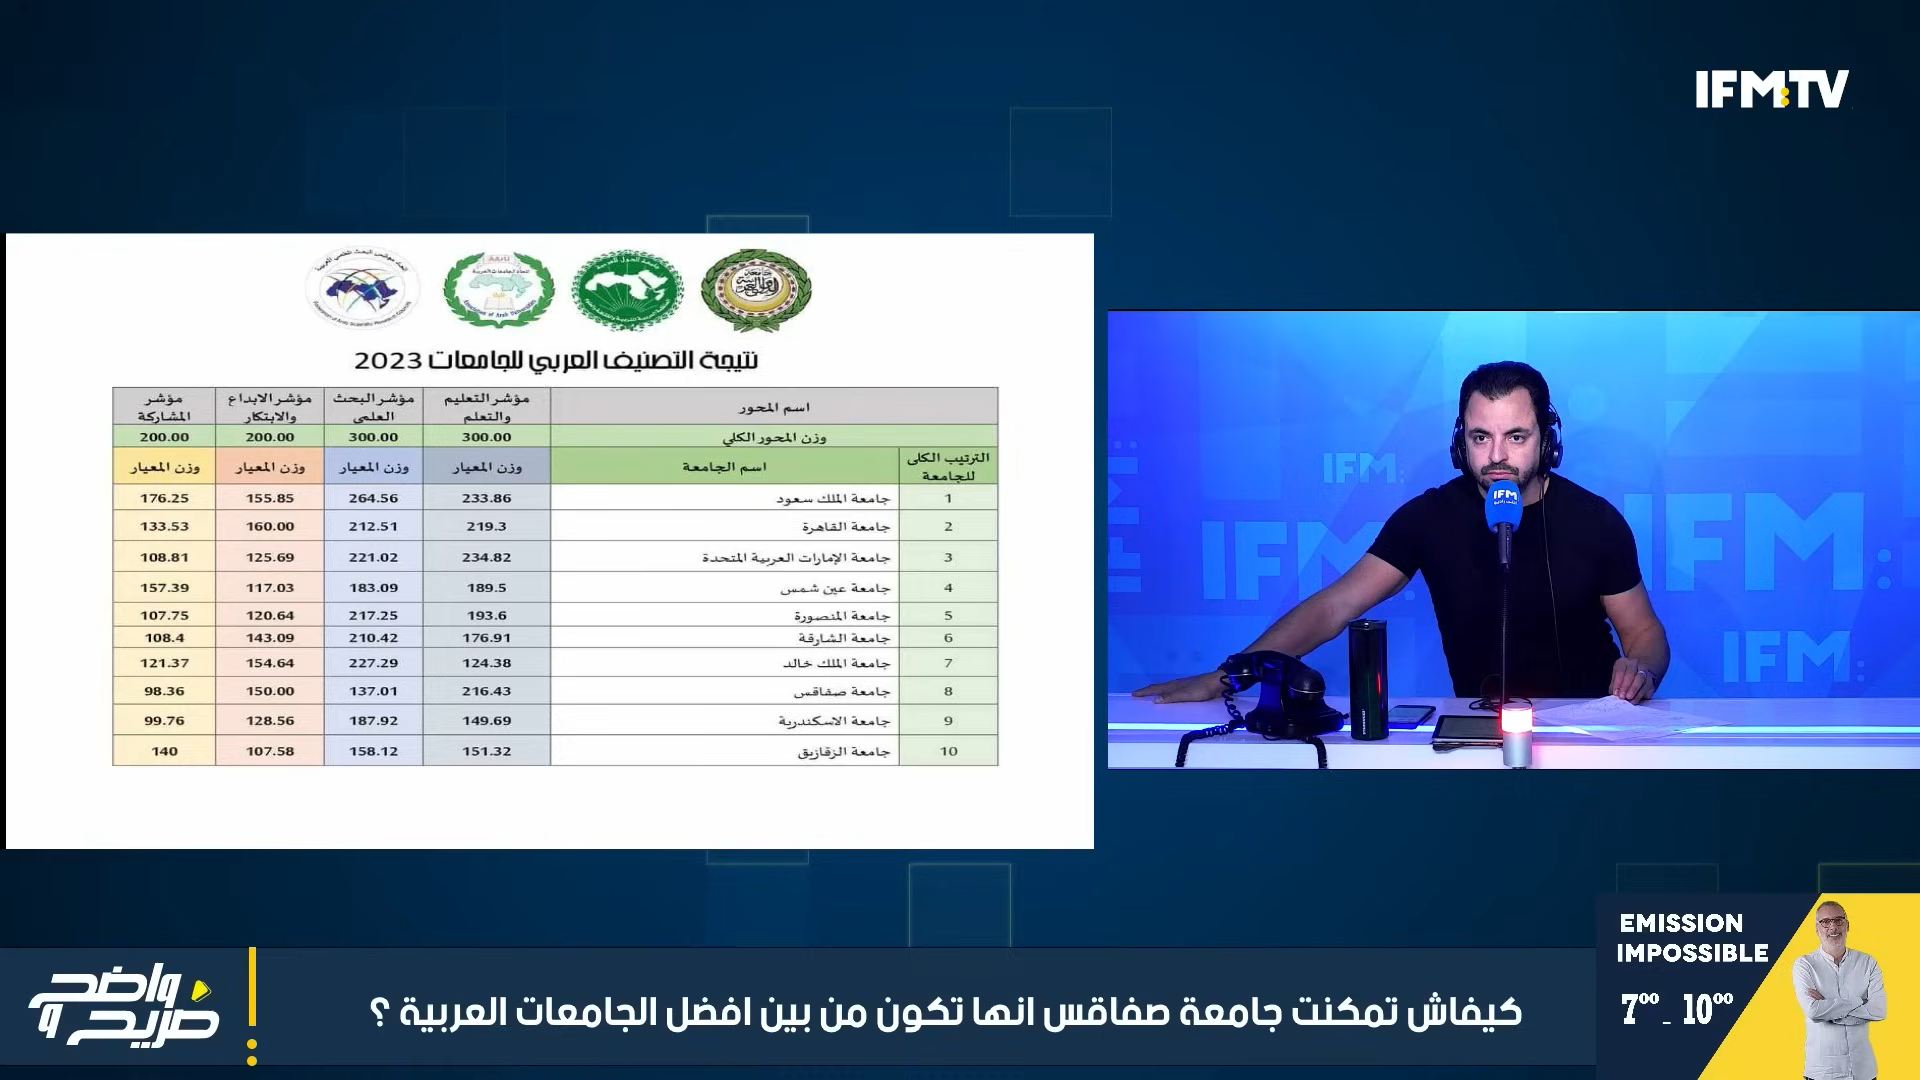 IFM:TV
نتيجة التصنيف العربي للجامعات 2023
اسم المحور مؤشر التعليم والتعلم مؤشر البحث العلمى مؤشر الابداع والابتكار مؤشر المشاركة
وزن المحور الكلي 300.00 300.00 200.00 200.00
الترتيب الكلى للجامعة اسم الجامعة وزن المعيار وزن المعيار وزن المعيار وزن المعيار
1 جامعة الملك سعود 233.86 264.56 155.85 176.25
2 جامعة القاهرة 219.3 212.51 160.00 133.53
3 جامعة الإمارات العربية المتحدة 234.82 221.02 125.69 108.81
4 جامعة عين شمس 189.5 183.09 117.03 157.39
5 جامعة المنصورة 193.6 217.25 120.64 107.75
6 جامعة الشارقة 176.91 210.42 143.09 108.4
7 جامعة الملك خالد 124.38 227.29 154.64 121.37
8 جامعة صفاقس 216.43 137.01 150.00 98.36
9 جامعة الاسكندرية 149.69 187.92 128.56 99.76
10 جامعة الزقازيق 151.32 158.12 107.58 140
IFM:
IFM
IFM:
IFM:
IFM
EMISSION
IMPOSSIBLE
7⁰⁰ - 10⁰⁰
واضح
و صريح
كيفاش تمكنت جامعة صفاقس انها تكون من بين افضل الجامعات العربية ؟